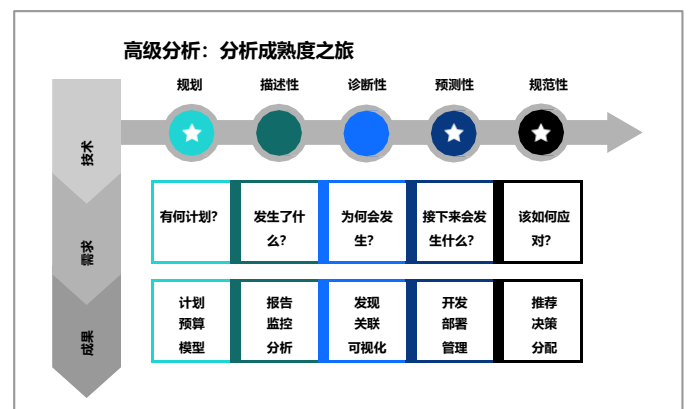 高级分析：分析成熟度之旅
规划 描述性 诊断性 预测性 规范性
技术
有何计划？ 发生了什 为何会发 接下来会发 该如何应
么？ 生？ 生什么？ 对？
需求
计划 报告 发现 开发 推荐
预算 监控 关联 部署 决策
模型 分析 可视化 管理 分配
成果